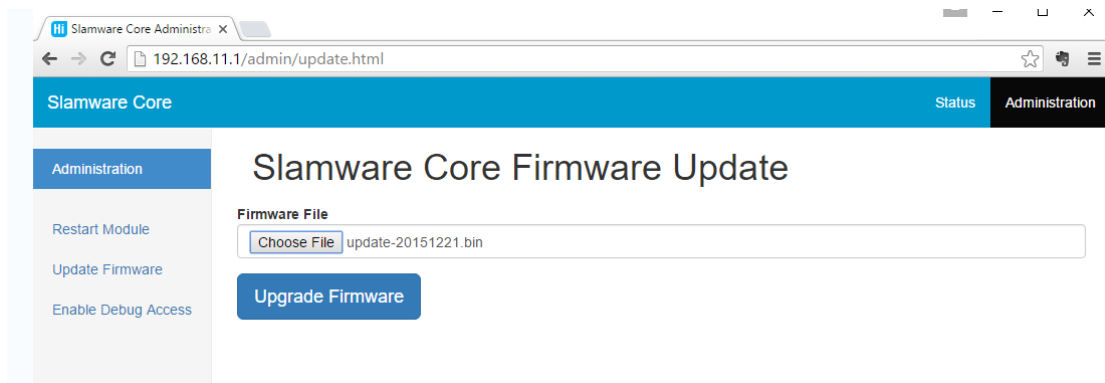 Hi Slamware Core Administra
192.168.11.1/admin/update.html
Slamware Core
Status
Administration
Administration
Slamware Core Firmware Update
Firmware File
Choose File update-20151221.bin
Restart Module
Update Firmware
Upgrade Firmware
Enable Debug Access